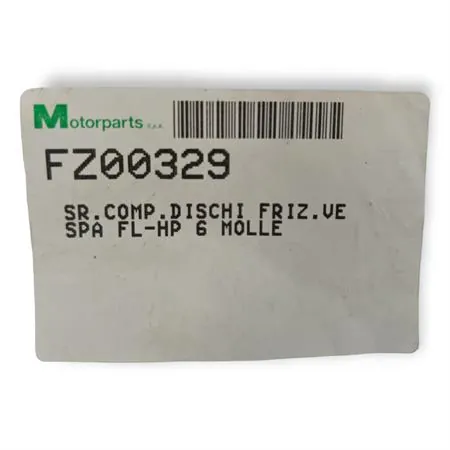 Motorparts s.p.a.
FZ00329
SR.COMP.DISCHI FRIZ.VE
SPA FL-HP 6 MOLLE